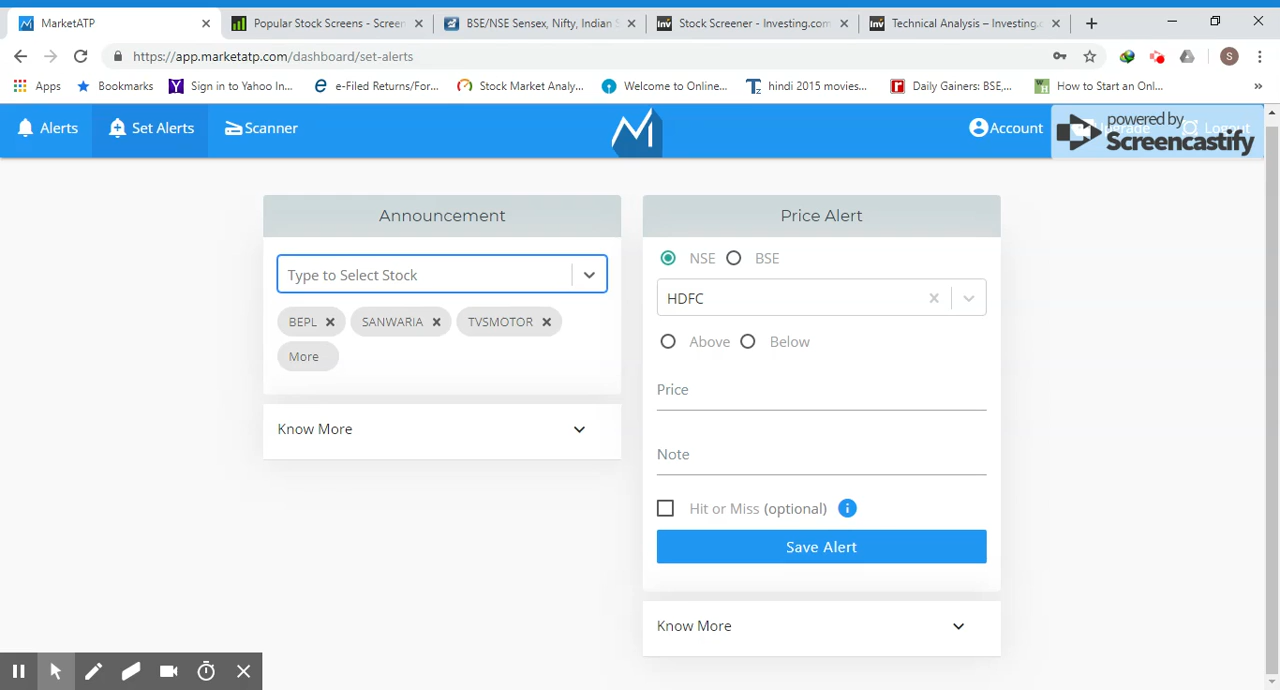 MarketATP
Popular Stock Screens - Screen
BSE/NSE Sensex, Nifty, Indian S
Stock Screener - Investing.com
Technical Analysis – Investing.c
https://app.marketatp.com/dashboard/set-alerts
S
Apps
Bookmarks
Sign in to Yahoo In...
e-Filed Returns/For...
Stock Market Analy...
Welcome to Online...
hindi 2015 movies...
Daily Gainers: BSE,...
How to Start an Onl...
»
Alerts
Set Alerts
Scanner
Account
Upgrade
Logout
powered by
Screencastify
Announcement
Type to Select Stock
BEPL
SANWARIA
TVSMOTOR
More
Know More
Price Alert
NSE
BSE
HDFC
Above
Below
Price
Note
Hit or Miss (optional)
Save Alert
Know More